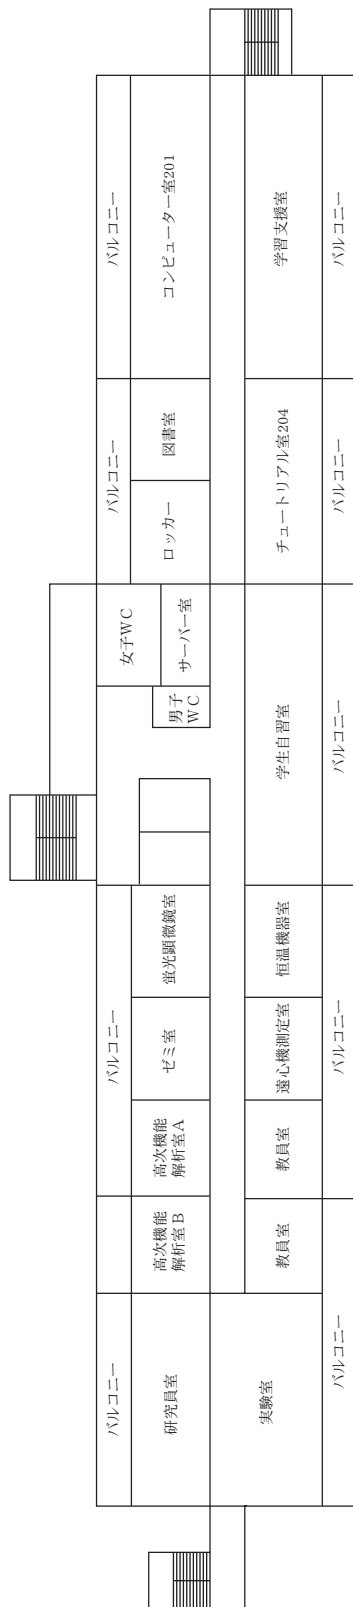 バルコニー
バルコニー
バルコニー
バルコニー
研究員室
高次機能
解析室B
高次機能
解析室A
ゼミ室
蛍光顕微鏡室
男子
WC
女子WC
サーバー室
ロッカー
図書室
コンピューター室201
実験室
教員室
教員室
遠心機測定室
恒温機器室
学生自習室
チュートリアル室204
学習支援室
バルコニー
バルコニー
バルコニー
バルコニー
バルコニー